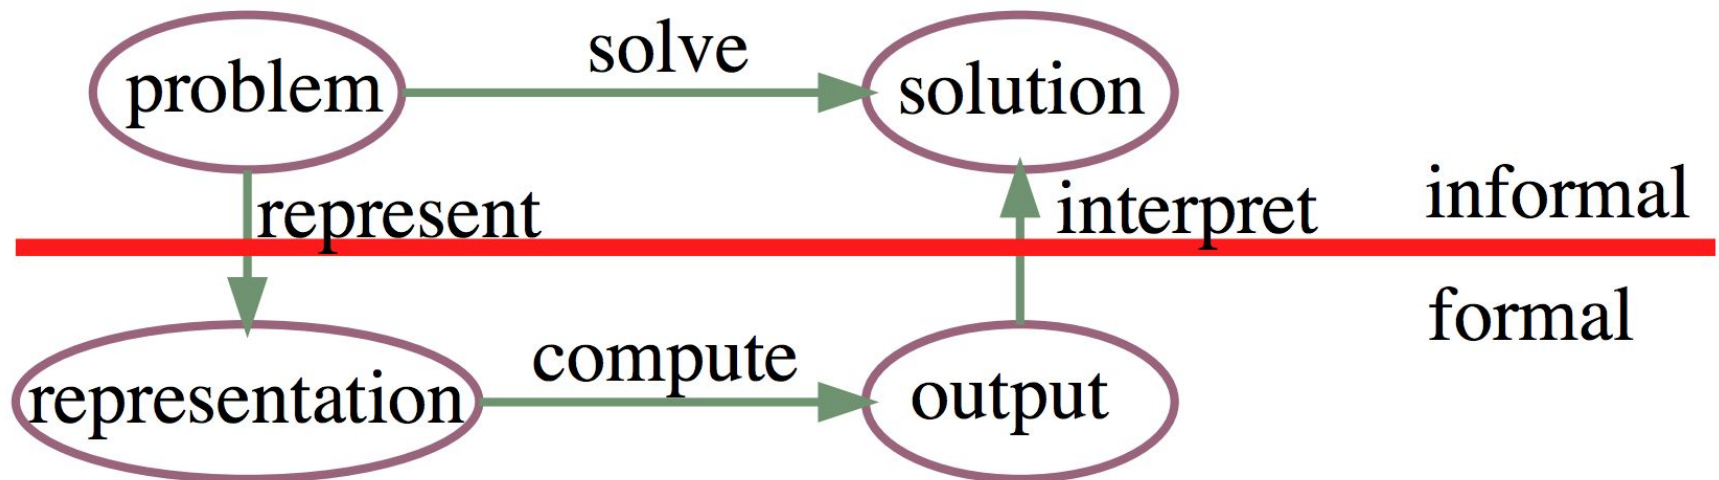 solve
problem
solution
represent
interpret
informal
formal
compute
representation
output